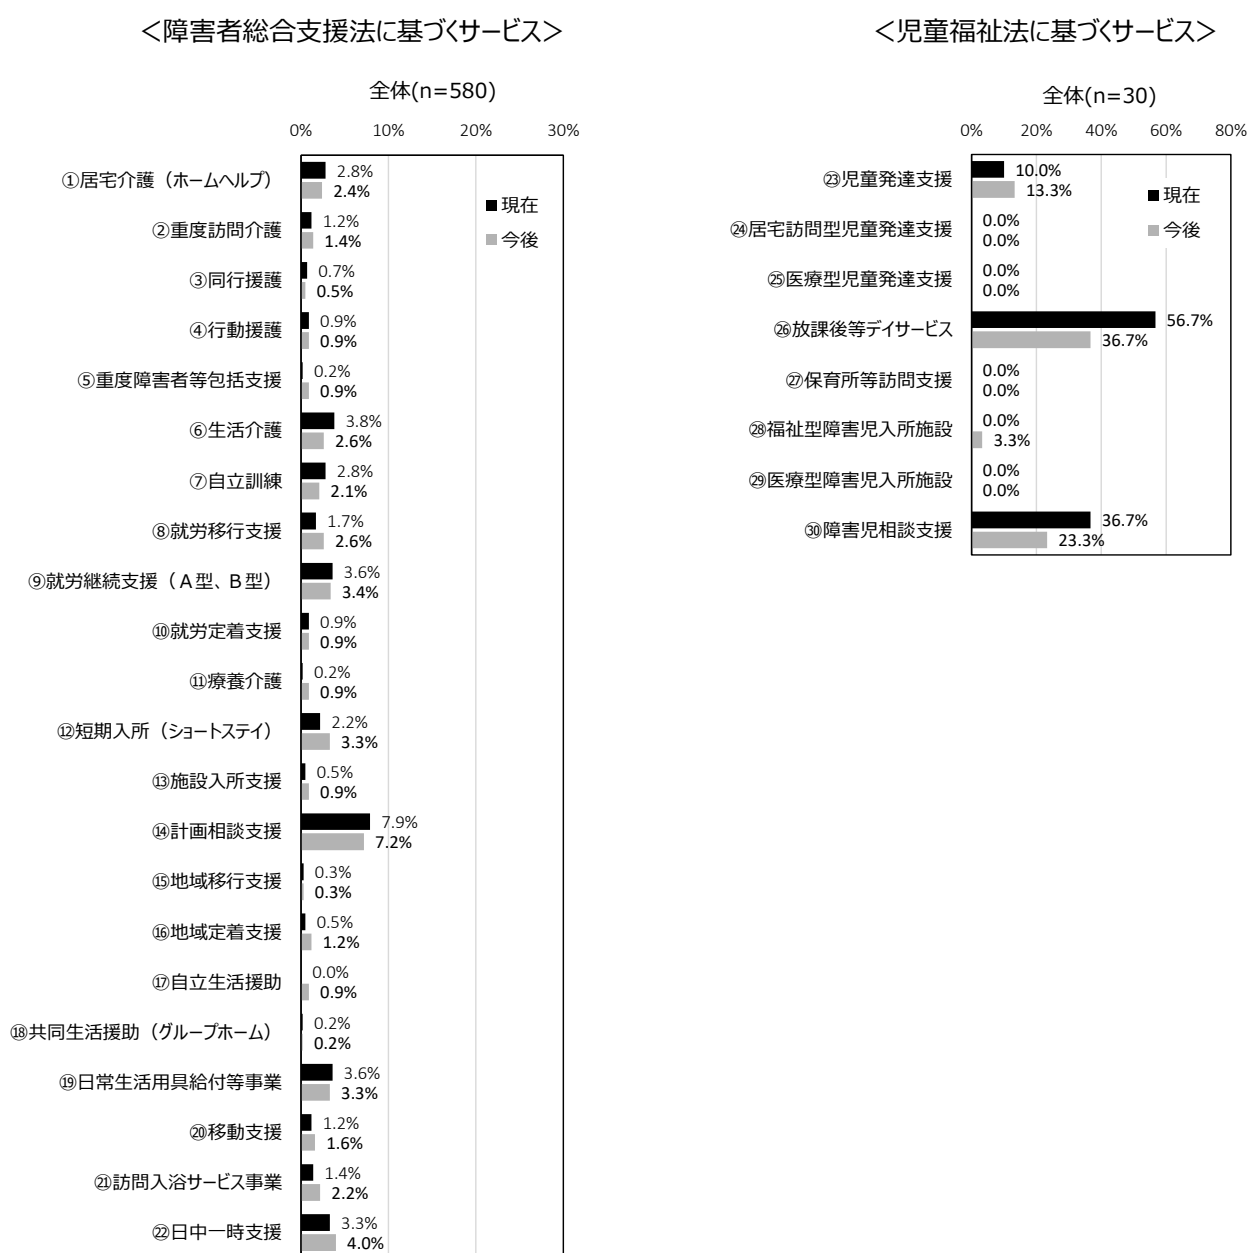 ＜障害者総合支援法に基づくサービス＞
全体(n=580)
0% 10% 20% 30%
■現在
■今後
①居宅介護（ホームヘルプ） 2.8% 2.4%
②重度訪問介護 1.2% 1.4%
③同行援護 0.7% 0.5%
④行動援護 0.9% 0.9%
⑤重度障害者等包括支援 0.2% 0.9%
⑥生活介護 3.8% 2.6%
⑦自立訓練 2.8% 2.1%
⑧就労移行支援 1.7% 2.6%
⑨就労継続支援（Ａ型、Ｂ型） 3.6% 3.4%
⑩就労定着支援 0.9% 0.9%
⑪療養介護 0.2% 0.9%
⑫短期入所（ショートステイ） 2.2% 3.3%
⑬施設入所支援 0.5% 0.9%
⑭計画相談支援 7.9% 7.2%
⑮地域移行支援 0.3% 0.3%
⑯地域定着支援 0.5% 1.2%
⑰自立生活援助 0.0% 0.9%
⑱共同生活援助（グループホーム） 0.2% 0.2%
⑲日常生活用具給付等事業 3.6% 3.3%
⑳移動支援 1.2% 1.6%
㉑訪問入浴サービス事業 1.4% 2.2%
㉒日中一時支援 3.3% 4.0%
＜児童福祉法に基づくサービス＞
全体(n=30)
0% 20% 40% 60% 80%
■現在
■今後
㉓児童発達支援 10.0% 13.3%
㉔居宅訪問型児童発達支援 0.0% 0.0%
㉕医療型児童発達支援 0.0% 0.0%
㉖放課後等デイサービス 56.7% 36.7%
㉗保育所等訪問支援 0.0% 0.0%
㉘福祉型障害児入所施設 0.0% 3.3%
㉙医療型障害児入所施設 0.0% 0.0%
㉚障害児相談支援 36.7% 23.3%